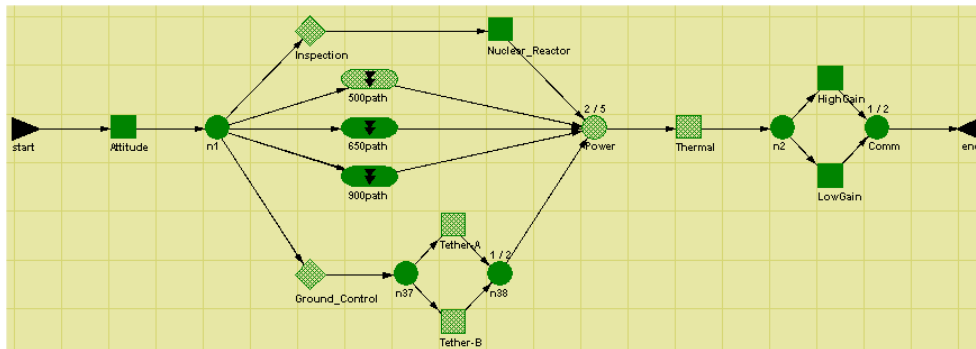 Inspection
Nuclear_Reactor
500path
2 / 5
HighGain
1 / 2
start
Attitude
n1
650path
Power
Thermal
n2
Comm
end
900path
LowGain
Tether-A
1 / 2
Ground_Control
n37
n38
Tether-B